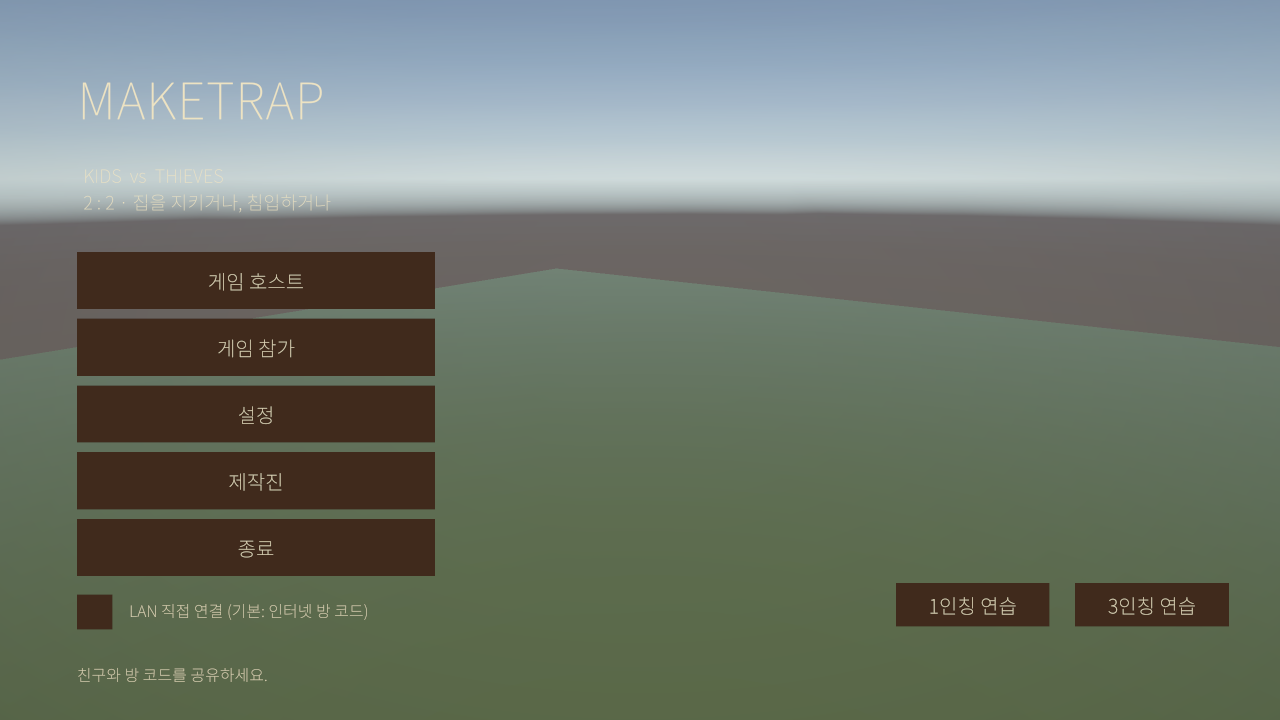 MAKETRAP
KIDS vs THIEVES
2 : 2 · 집을 지키거나, 침입하거나
게임 호스트
게임 참가
설정
제작진
종료
LAN 직접 연결 (기본: 인터넷 방 코드)
1인칭 연습
3인칭 연습
친구와 방 코드를 공유하세요.